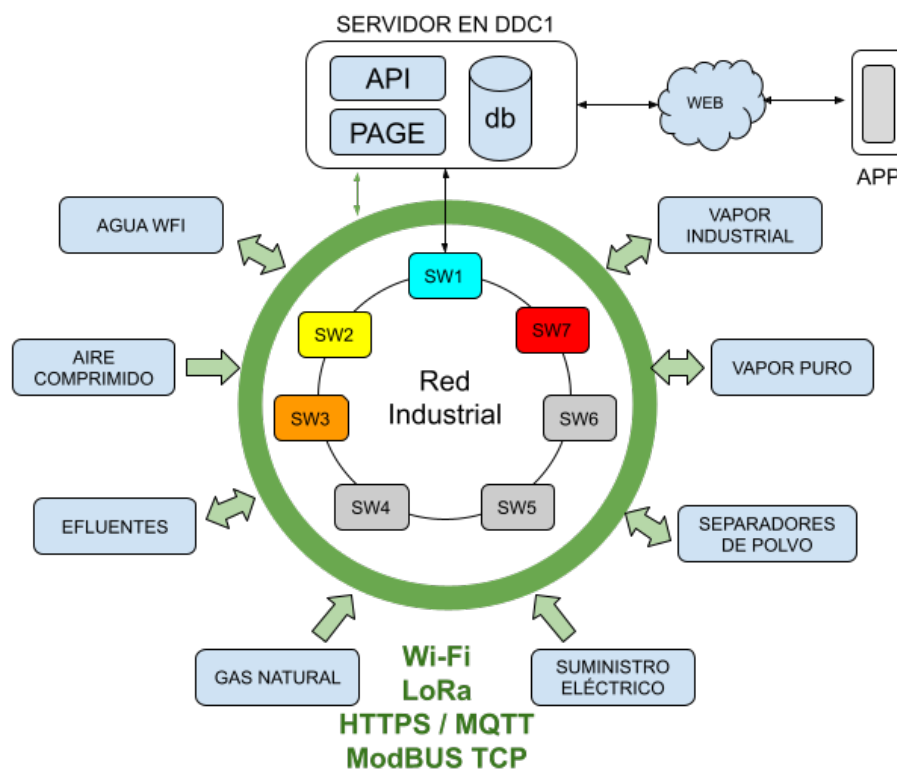 SERVIDOR EN DDC1
API
PAGE
db
WEB
APP
AGUA WFI
VAPOR
INDUSTRIAL
SW1
SW2
SW7
AIRE
COMPRIMIDO
Red
Industrial
VAPOR PURO
SW3
SW6
SW4
SW5
EFLUENTES
SEPARADORES
DE POLVO
GAS NATURAL
Wi-Fi
LoRa
HTTPS / MQTT
ModBUS TCP
SUMINISTRO
ELÉCTRICO